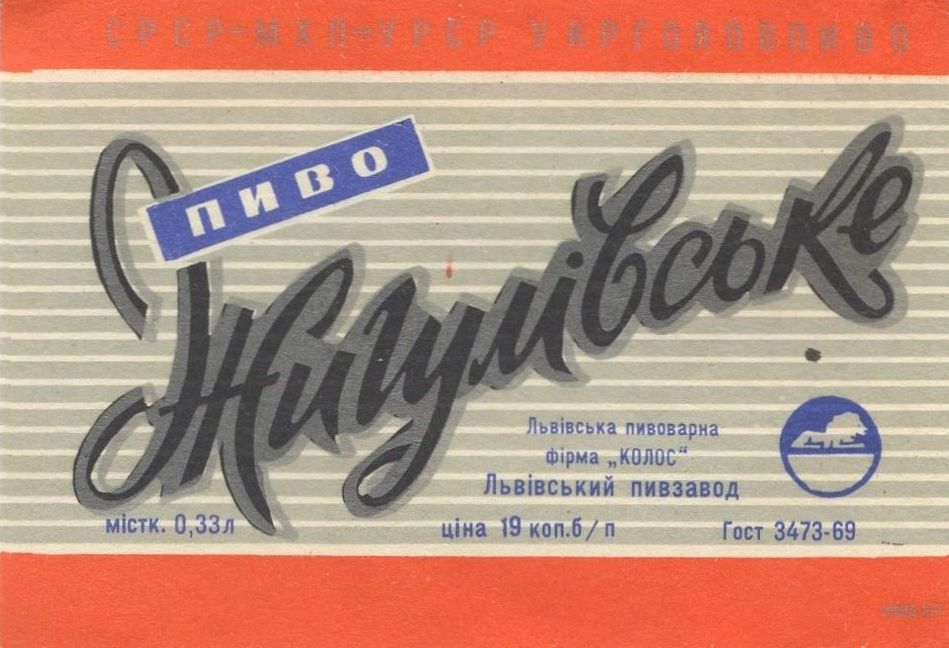 СРСР-МХП-УРСР УКРГОЛОВПИВО
ПИВО
Жигулівське
Львівська пивоварна
фірма „КОЛОС“
Львівський пивзавод
містк. 0,33л
ціна 19 коп.б/п
Гост 3473-69